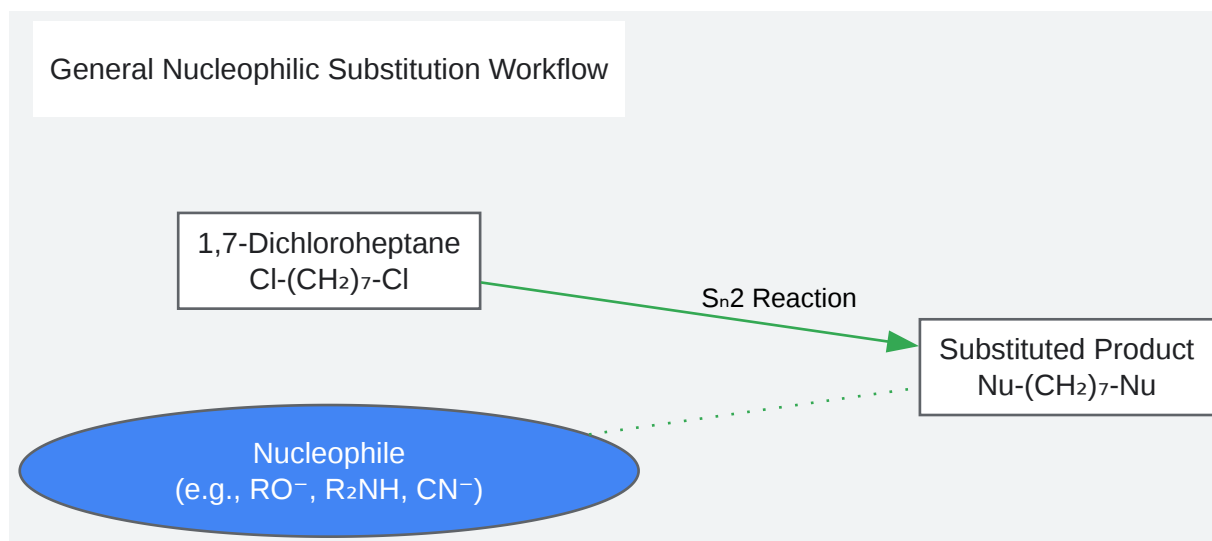 General Nucleophilic Substitution Workflow
1,7-Dichloroheptane
Cl-(CH₂)₇-Cl
Sₙ2 Reaction
Substituted Product
Nu-(CH₂)₇-Nu
Nucleophile
(e.g., RO⁻, R₂NH, CN⁻)